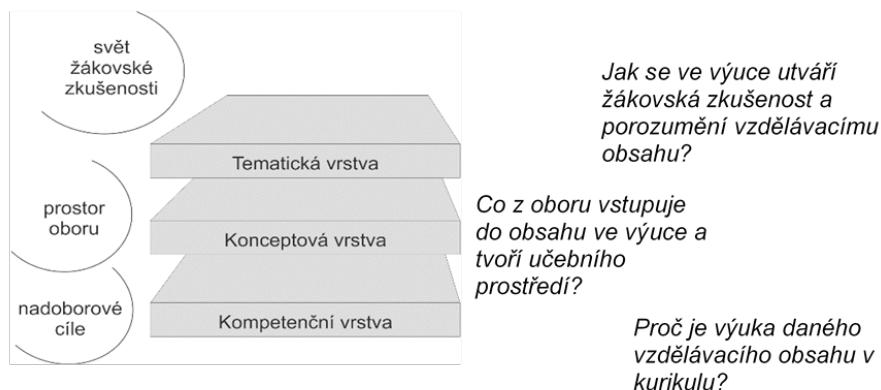 svět
žákovské
zkušenosti
Tematická vrstva
Jak se ve výuce utváří
žákovská zkušenost a
porozumění vzdělávacímu
obsahu?
prostor
oboru
Konceptová vrstva
Co z oboru vstupuje
do obsahu ve výuce a
tvoří učebního
prostředí?
nadoborové
cíle
Kompetenční vrstva
Proč je výuka daného
vzdělávacího obsahu v
kurikulu?